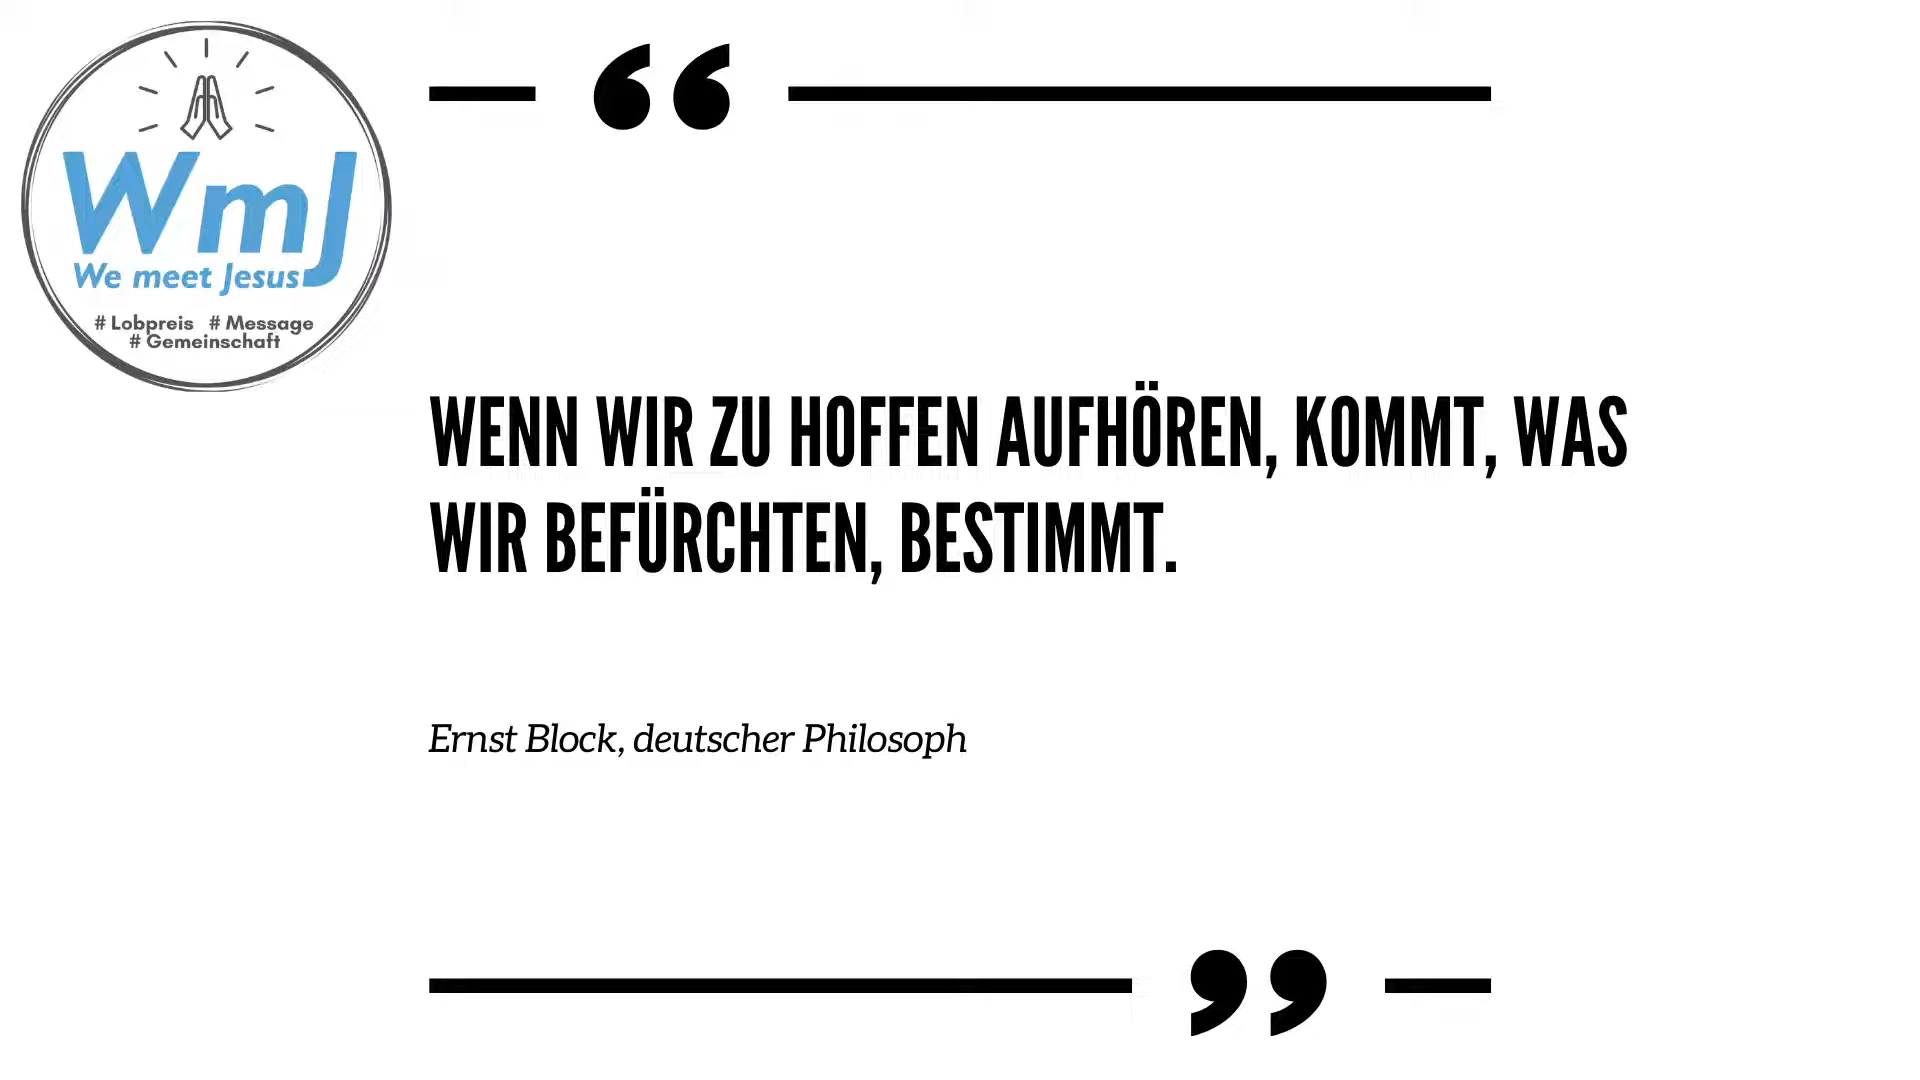 WmJ
We meet Jesus
# Lobpreis # Message
# Gemeinschaft
“
WENN WIR ZU HOFFEN AUFHÖREN, KOMMT, WAS
WIR BEFÜRCHTEN, BESTIMMT.
Ernst Block, deutscher Philosoph
”